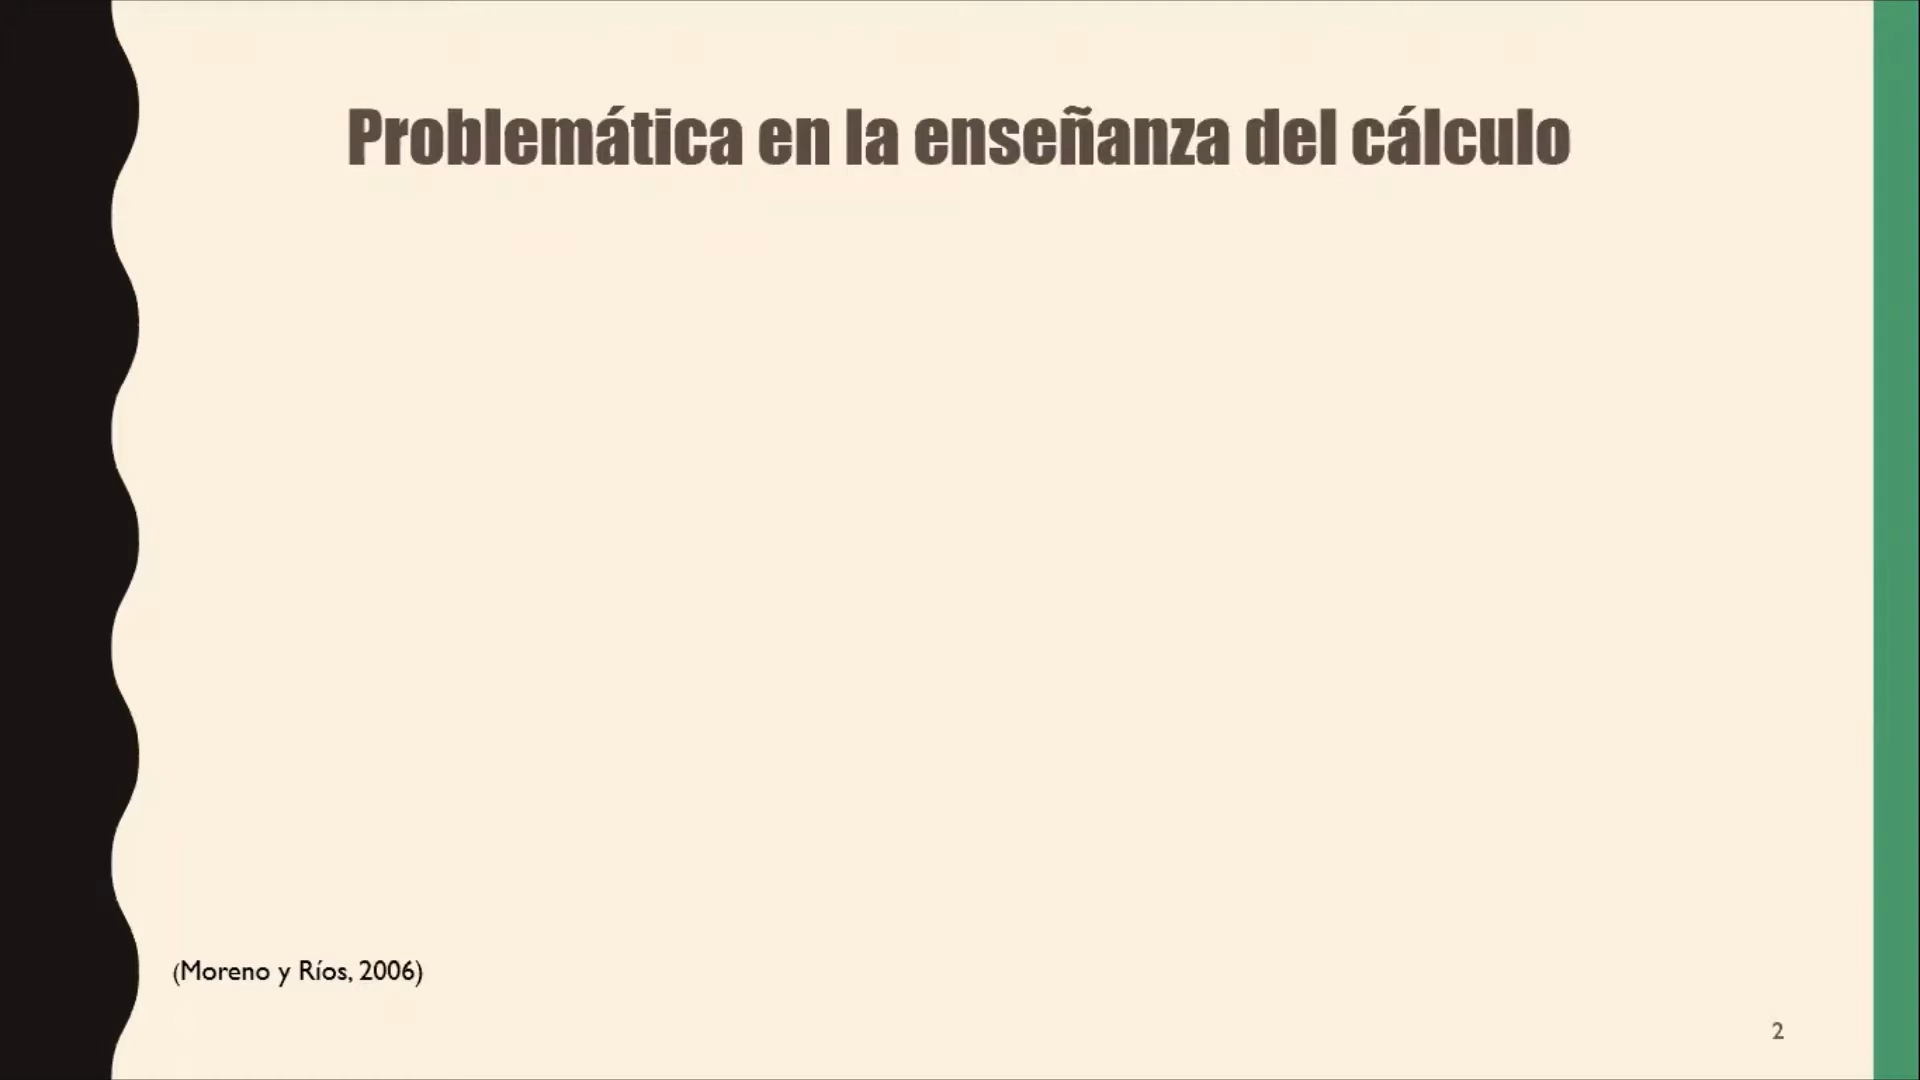 Problemática en la enseñanza del cálculo
(Moreno y Ríos, 2006)
2